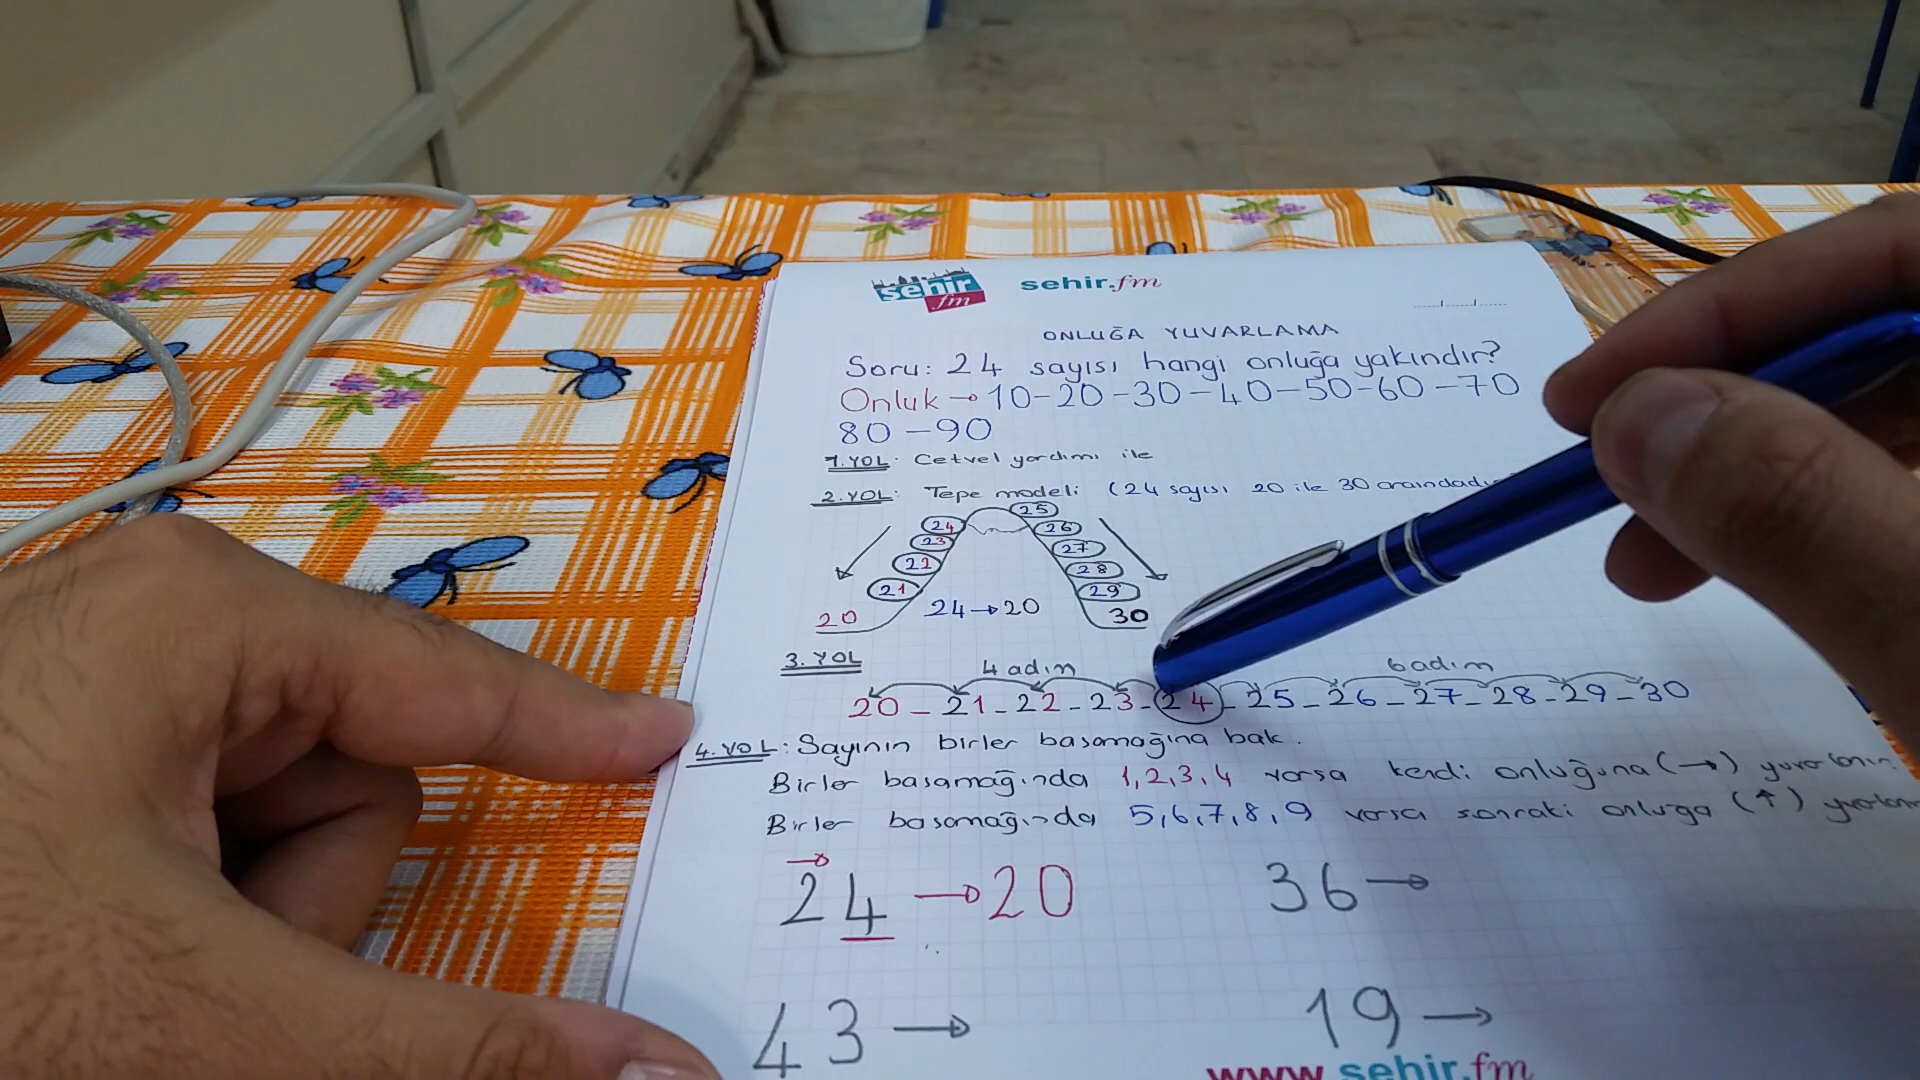 sehir fm sehir.fm
ONLUĞA YUVARLAMA
Soru: 24 sayısı hangi onluğa yakındır?
Onluk → 10-20-30-40-50-60-70
80-90
1.YOL: Cetvel yardımı ile
2.YOL: Tepe modeli (24 sayısı 20 ile 30 araındadı
24 25
23 26
22 27
21 28
29
20 24→20 30
3.YOL 4 adım 6 adım
20-21-22-23-24-25-26-27-28-29-30
4.YOL: Sayının birler basamağına bak.
Birler basamağında 1,2,3,4 varsa kendi onluğuna (→)
Birler basamağında 5,6,7,8,9 varsa sonraki onluğa (↑)
24 → 20 36 →
43 → 19 →
www.sehir.fm